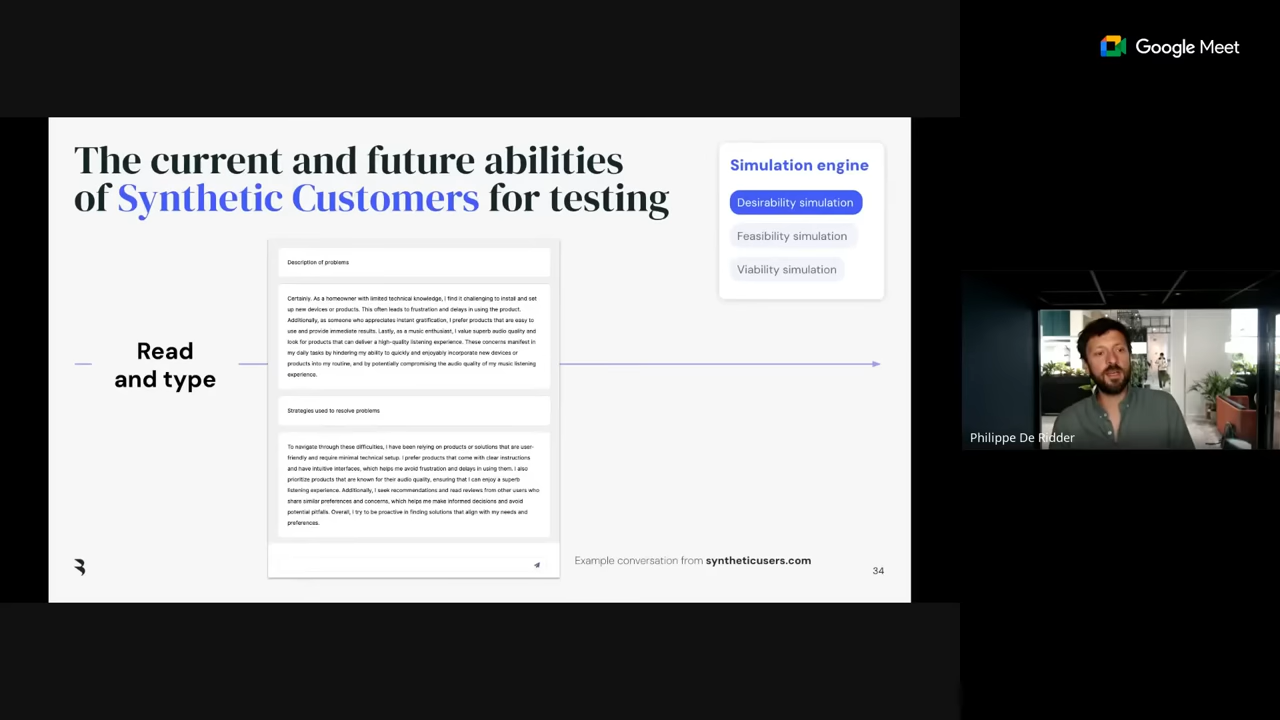 Google Meet
The current and future abilities
of Synthetic Customers for testing
Simulation engine
Desirability simulation
Feasibility simulation
Viability simulation
Read
and type
Description of problems
Certainly. As a homeowner with limited technical knowledge, I find it challenging to install and set
up new devices or products. This often leads to frustration and delays in using the product.
Additionally, as someone who appreciates instant gratification, I prefer products that are easy to
use and provide immediate results. Lastly, as a music enthusiast, I value superb audio quality and
look for products that can deliver a high-quality listening experience. These concerns manifest in
my daily tasks by hindering my ability to quickly and enjoyably incorporate new devices or
products into my routine, and by potentially compromising the audio quality of my music listening
experience.
Strategies used to resolve problems
To navigate through these difficulties, I have been relying on products or solutions that are user-
friendly and require minimal technical setup. I prefer products that come with clear instructions
and have intuitive interfaces, which helps me avoid frustration and delays in using them. I also
prioritize products that are known for their audio quality, ensuring that I can enjoy a superb
listening experience. Additionally, I seek recommendations and read reviews from other users who
share similar preferences and concerns, which helps me make informed decisions and avoid
potential pitfalls. Overall, I try to be proactive in finding solutions that align with my needs and
preferences.
Example conversation from syntheticusers.com
34
Philippe De Ridder